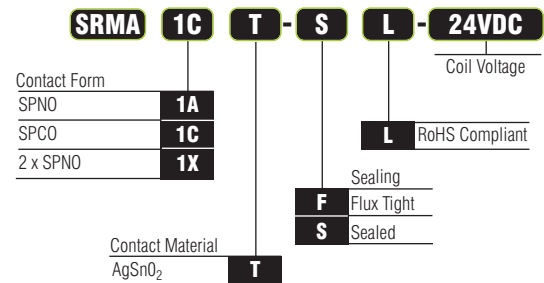 SRMA 1C T - S L - 24VDC
Coil Voltage
Contact Form
SPNO 1A
SPCO 1C
2 x SPNO 1X
L RoHS Compliant
Sealing
F Flux Tight
S Sealed
Contact Material
AgSn0₂ T